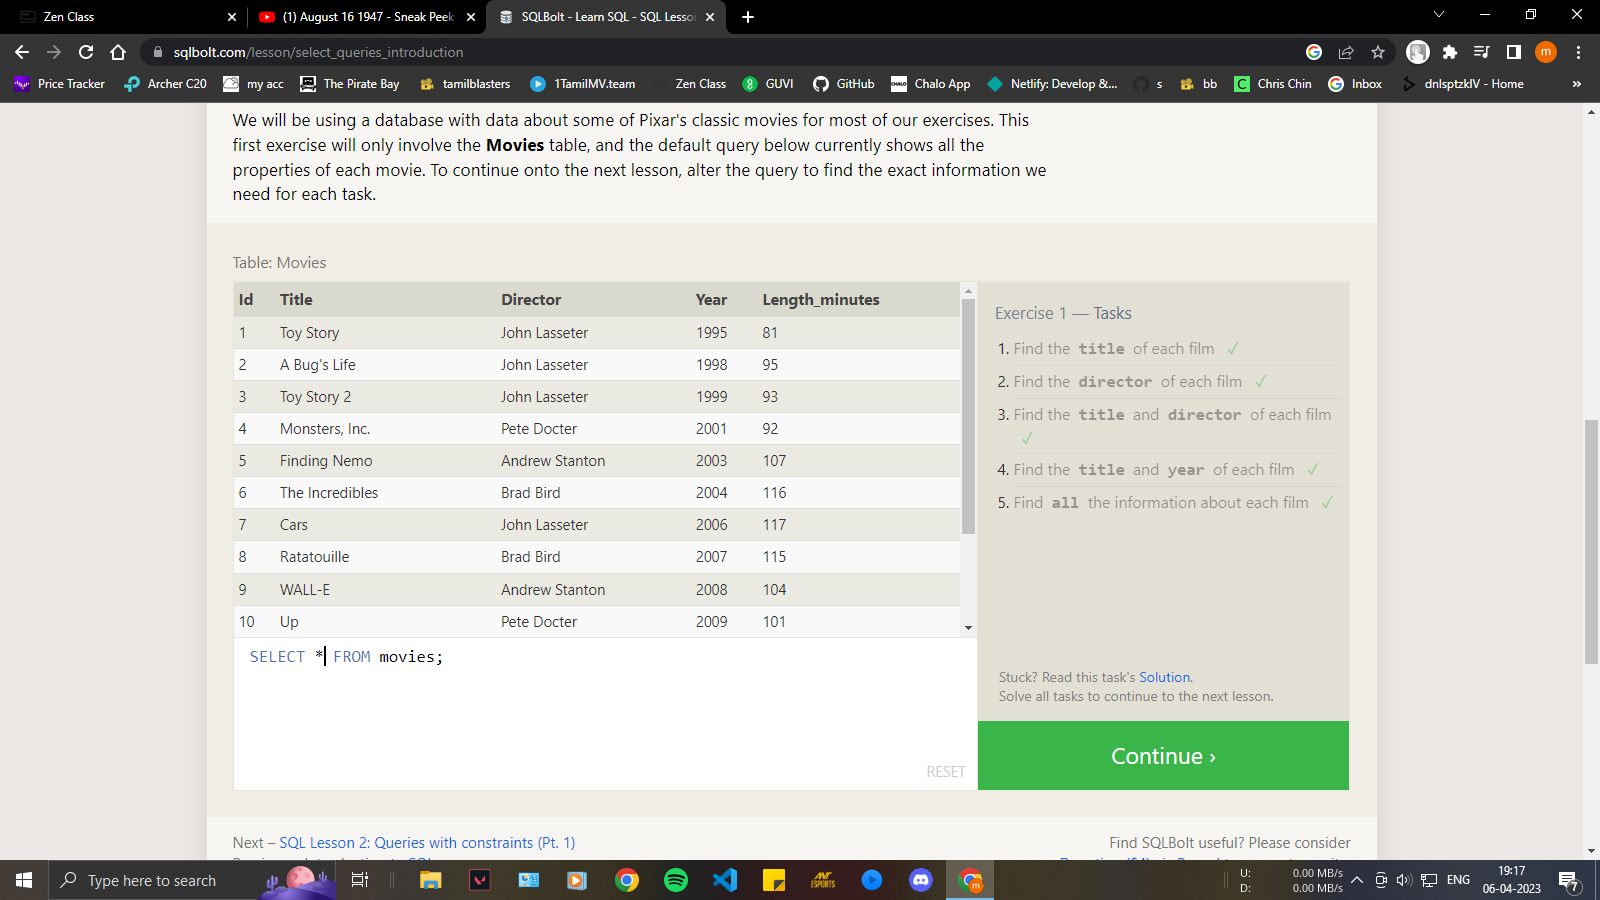 Zen Class
(1) August 16 1947 - Sneak Peek
SQLBolt - Learn SQL - SQL Lesson
sqlbolt.com/lesson/select_queries_introduction
m
Price Tracker
Archer C20
my acc
The Pirate Bay
tamilblasters
1TamilMV.team
Zen Class
GUVI
GitHub
Chalo App
Netlify: Develop &...
s
bb
Chris Chin
Inbox
dnlsptzklV - Home
»
We will be using a database with data about some of Pixar's classic movies for most of our exercises. This
first exercise will only involve the Movies table, and the default query below currently shows all the
properties of each movie. To continue onto the next lesson, alter the query to find the exact information we
need for each task.
Table: Movies
Id Title Director Year Length_minutes
1 Toy Story John Lasseter 1995 81
2 A Bug's Life John Lasseter 1998 95
3 Toy Story 2 John Lasseter 1999 93
4 Monsters, Inc. Pete Docter 2001 92
5 Finding Nemo Andrew Stanton 2003 107
6 The Incredibles Brad Bird 2004 116
7 Cars John Lasseter 2006 117
8 Ratatouille Brad Bird 2007 115
9 WALL-E Andrew Stanton 2008 104
10 Up Pete Docter 2009 101
SELECT * FROM movies;
RESET
Exercise 1 — Tasks
1. Find the title of each film ✓
2. Find the director of each film ✓
3. Find the title and director of each film
✓
4. Find the title and year of each film ✓
5. Find all the information about each film ✓
Stuck? Read this task's Solution.
Solve all tasks to continue to the next lesson.
Continue ›
Next – SQL Lesson 2: Queries with constraints (Pt. 1)
Find SQLBolt useful? Please consider
Type here to search
U: 0.00 MB/s
D: 0.00 MB/s
ENG
19:17
06-04-2023
7